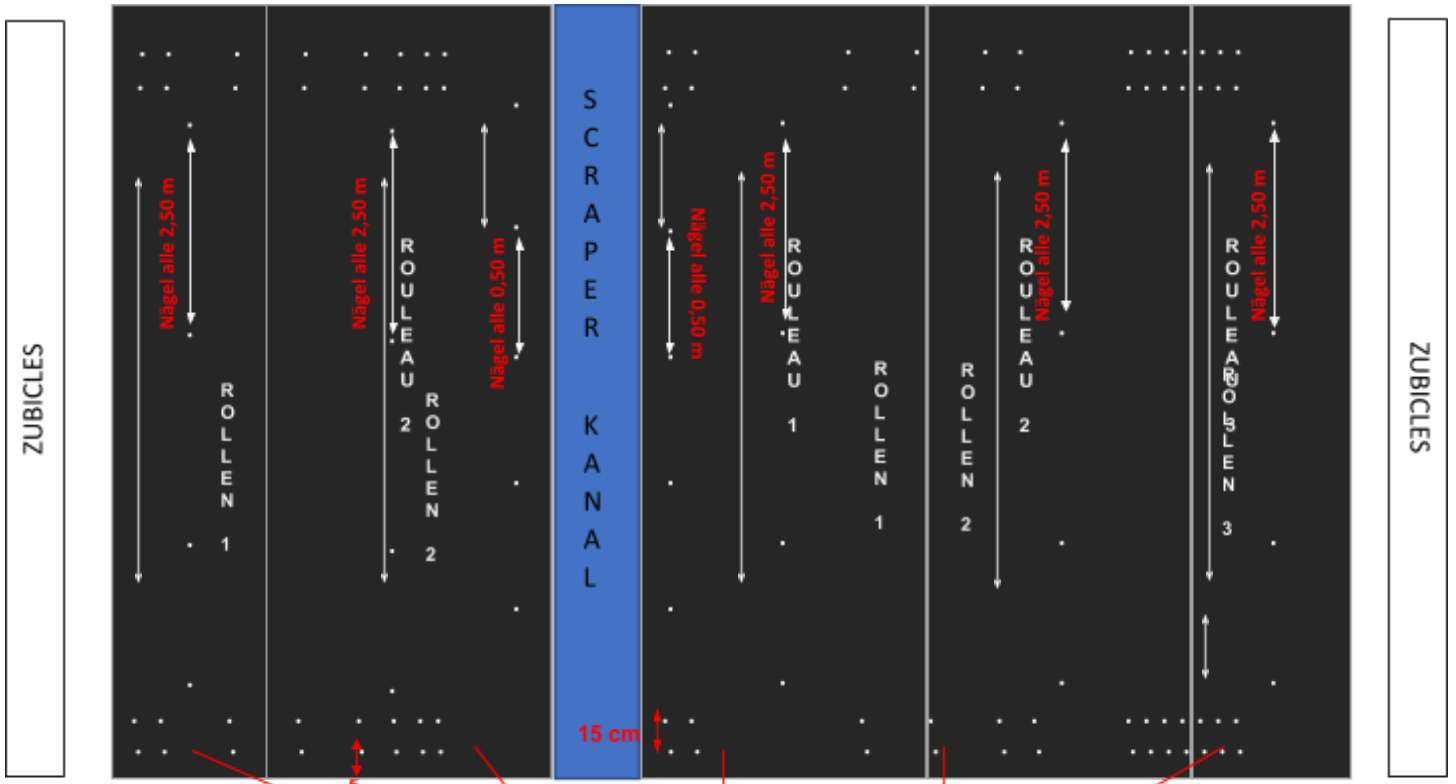 ZUBICLES
Nägel alle 2,50 m
ROLLEN 1
Nägel alle 2,50 m
ROULEAU 2
ROLLEN 2
Nägel alle 0,50 m
SCRAPER KANAL
15 cm
Nägel alle 0,50 m
Nägel alle 2,50 m
ROULEAU 1
ROLLEN 1
ROLLEN 2
ROULEAU 2
Nägel alle 2,50 m
ROULEAU 3
ROLLEN 3
Nägel alle 2,50 m
ZUBICLES